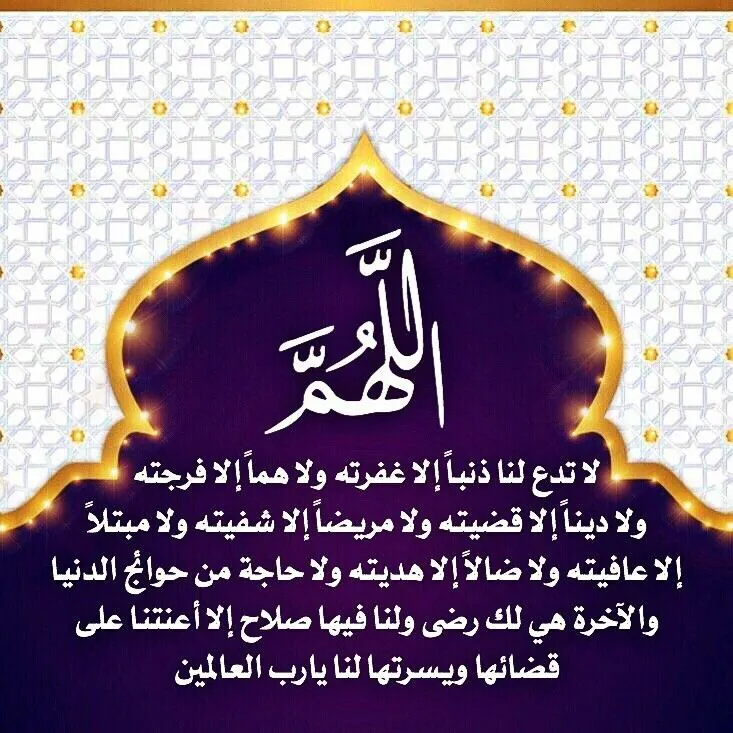 اللَّهُمَّ
لا تدع لنا ذنباً إلا غفرته ولا هماً إلا فرجته
ولا ديناً إلا قضيته ولا مريضاً إلا شفيته ولا مبتلاً
إلا عافيته ولا ضالاً إلا هديته ولا حاجة من حوائج الدنيا
والآخرة هي لك رضى ولنا فيها صلاح إلا أعنتنا على
قضائها ويسرتها لنا يارب العالمين